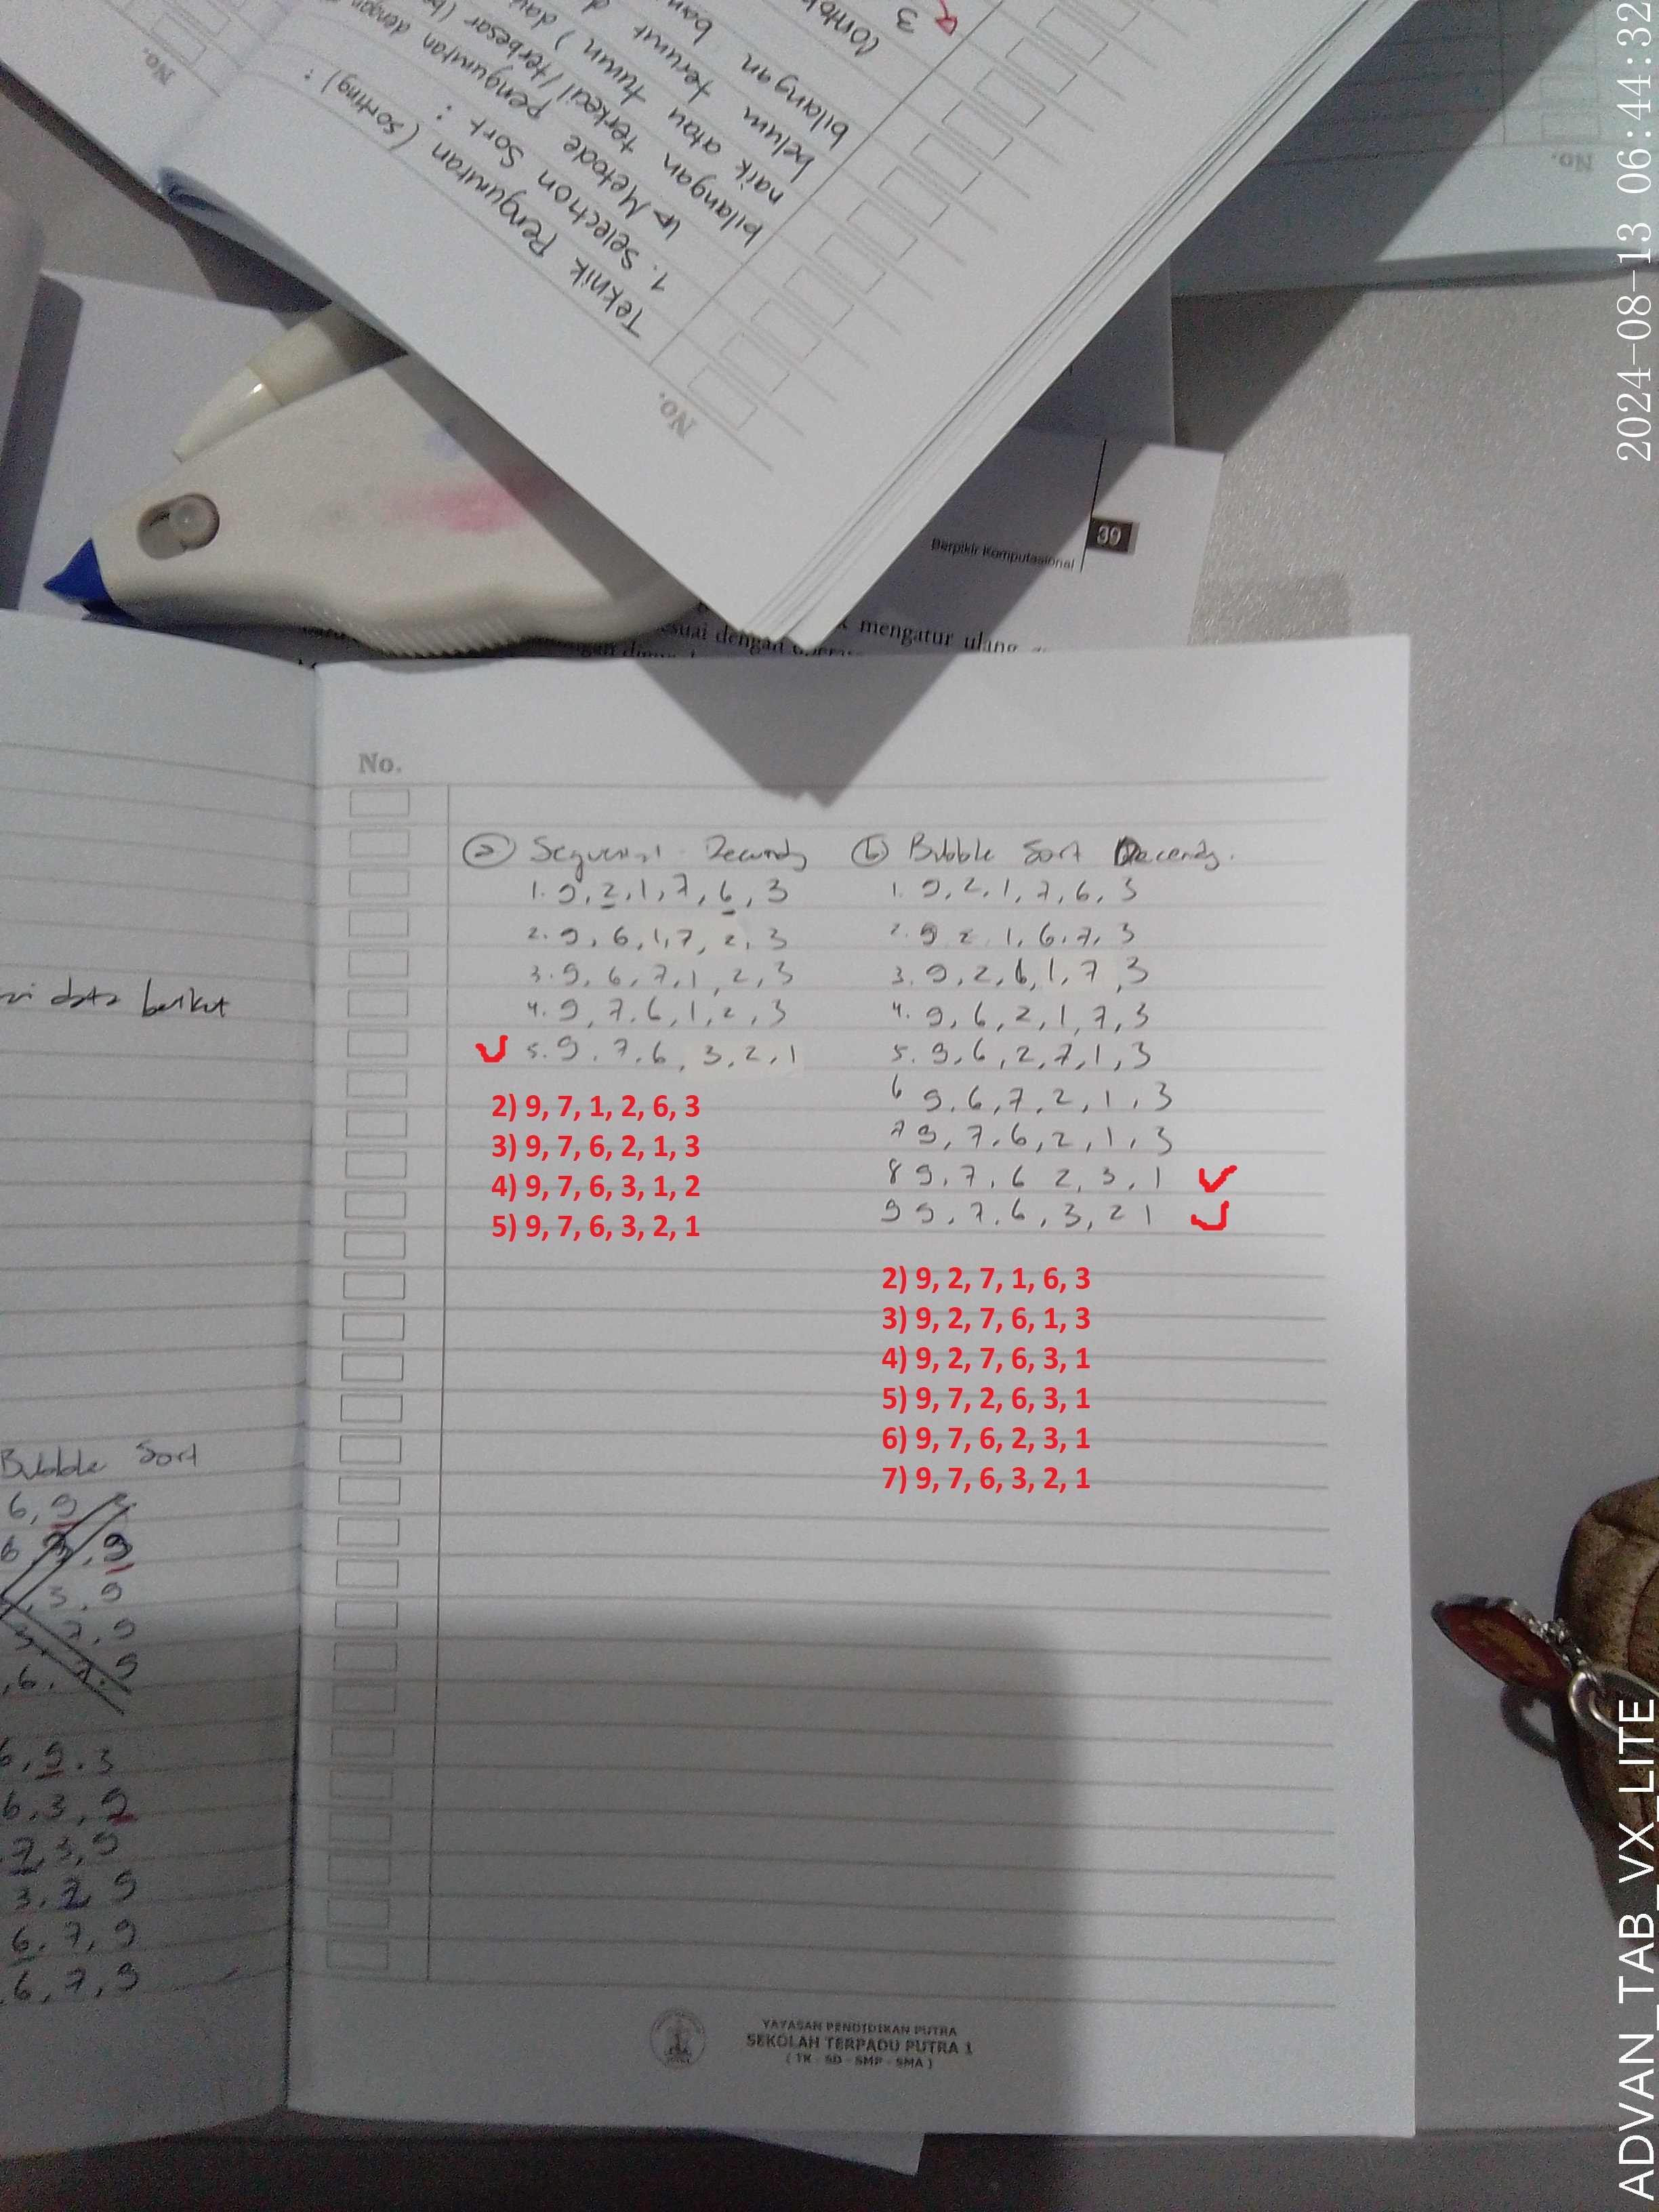 Teknik Pengurutan (Sorting) :
1. Selection Sort :
↳ Metode pengurutan dengan
bilangan terkecil / terbesar
naik atau turun )
belum terurut
bilangan
3
No.
No.
No.
39
Berpikir Komputasional
mengatur ulang
No.
(a) Sequensial Decending
1. 9, 2, 1, 7, 6, 3
2. 9, 6, 1, 7, 2, 3
3. 9, 6, 7, 1, 2, 3
4. 9, 7, 6, 1, 2, 3
5. 9, 7, 6, 3, 2, 1
2) 9, 7, 1, 2, 6, 3
3) 9, 7, 6, 2, 1, 3
4) 9, 7, 6, 3, 1, 2
5) 9, 7, 6, 3, 2, 1
(b) Bubble Sort Decending.
1. 9, 2, 1, 7, 6, 3
2. 9 2 1, 6, 7, 3
3. 9, 2, 6, 1, 7, 3
4. 9, 6, 2, 1, 7, 3
5. 9, 6, 2, 7, 1, 3
6 9, 6, 7, 2, 1, 3
7 9, 7, 6, 2, 1, 3
8 9, 7, 6 2, 3, 1
9 9, 7, 6, 3, 2 1
2) 9, 2, 7, 1, 6, 3
3) 9, 2, 7, 6, 1, 3
4) 9, 2, 7, 6, 3, 1
5) 9, 7, 2, 6, 3, 1
6) 9, 7, 6, 2, 3, 1
7) 9, 7, 6, 3, 2, 1
data berikut
Bubble Sort
6, 9
3, 9
, 3, 9
7, 9
, 6, 7, 9
6, 9, 3
6, 3, 9
7, 3, 9
3, 7, 9
6, 7, 9
6, 7, 9
YAYASAN PENDIDIKAN PUTRA
SEKOLAH TERPADU PUTRA 1
( TK - SD - SMP - SMA )
2024-08-13 06:44:32
ADVAN_TAB_VX_LITE